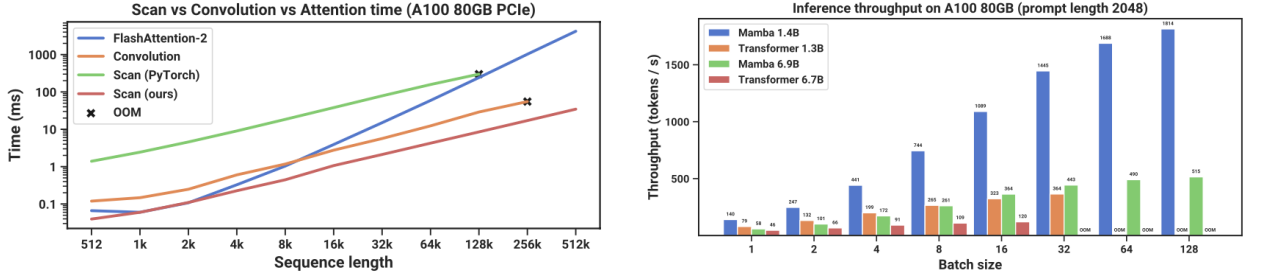 Scan vs Convolution vs Attention time (A100 80GB PCIe)
FlashAttention-2
Convolution
Scan (PyTorch)
Scan (ours)
OOM
Time (ms)
1000
100
10
1
0.1
512 1k 2k 4k 8k 16k 32k 64k 128k 256k 512k
Sequence length
Inference throughput on A100 80GB (prompt length 2048)
Mamba 1.4B
Transformer 1.3B
Mamba 6.9B
Transformer 6.7B
Throughput (tokens / s)
1500
1000
500
140 79 58 46
247 132 101 66
441 199 173 91
744 265 261 109
1089 323 364 120
1445 364 443 OOM
1688 OOM 490 OOM
1814 OOM 515 OOM
1 2 4 8 16 32 64 128
Batch size